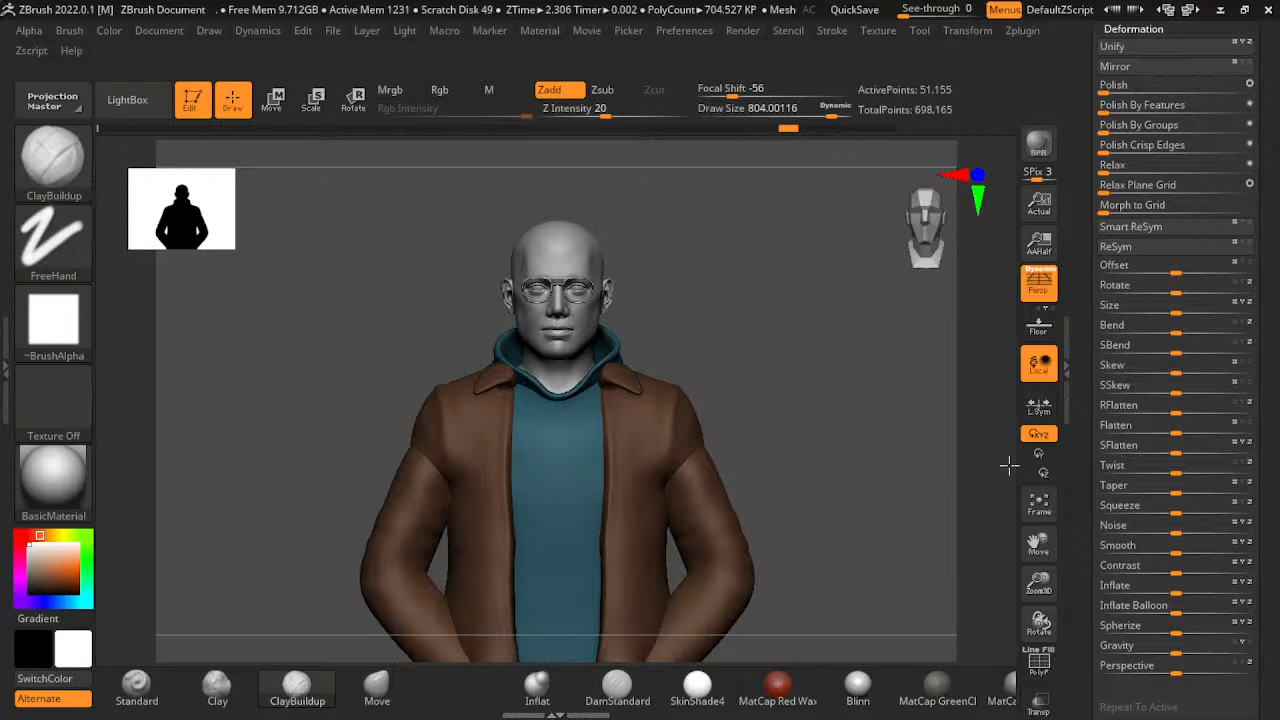 ZBrush 2022.0.1 [M] ZBrush Document . • Free Mem 9.712GB • Active Mem 1231 • Scratch Disk 49 • ZTime▸2.306 Timer▸0.002 • PolyCount▸704.527 KP • Mesh AC QuickSave See-through 0 Menus DefaultZScript
Alpha Brush Color Document Draw Dynamics Edit File Layer Light Macro Marker Material Movie Picker Preferences Render Stencil Stroke Texture Tool Transform Zplugin
Zscript Help
Projection Master
LightBox
Edit
Draw
Move
Scale
Rotate
Mrgb Rgb M
Rgb Intensity
Zadd Zsub Zcut
Z Intensity 20
Focal Shift -56
Draw Size 804.00116 Dynamic
ActivePoints: 51,155
TotalPoints: 698.165
ClayBuildup
FreeHand
~BrushAlpha
Texture Off
BasicMaterial
Gradient
SwitchColor
Alternate
BPR
SPix 3
Actual
AAHalf
Dynamic
Persp
Floor
Local
L.Sym
XYZ
Frame
Move
Zoom3D
Rotate
Line Fill
PolyF
Transp
Deformation
Unify
Mirror
Polish
Polish By Features
Polish By Groups
Polish Crisp Edges
Relax
Relax Plane Grid
Morph to Grid
Smart ReSym
ReSym
Offset
Rotate
Size
Bend
SBend
Skew
SSkew
RFlatten
Flatten
SFlatten
Twist
Taper
Squeeze
Noise
Smooth
Contrast
Inflate
Inflate Balloon
Spherize
Gravity
Perspective
Repeat To Active
Standard
Clay
ClayBuildup
Move
Inflat
DamStandard
SkinShade4
MatCap Red Wax
Blinn
MatCap GreenCl
MatCa